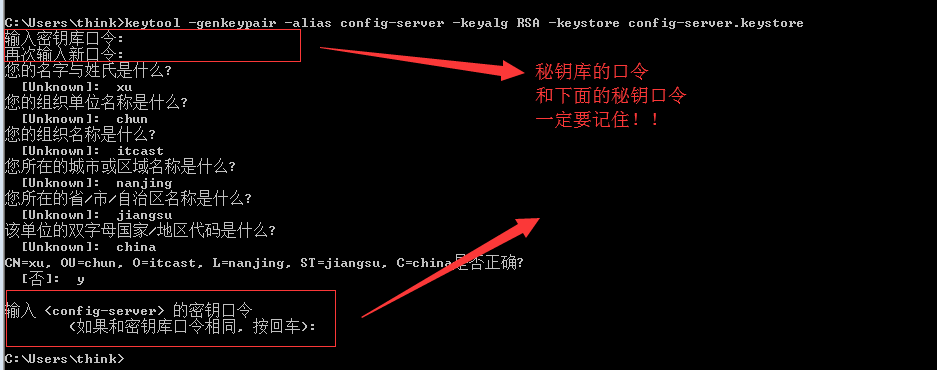 C:\Users\think>keytool -genkeypair -alias config-server -keyalg RSA -keystore config-server.keystore
输入密钥库口令:
再次输入新口令:
您的名字与姓氏是什么?
[Unknown]: xu
您的组织单位名称是什么?
[Unknown]: chun
您的组织名称是什么?
[Unknown]: itcast
您所在的城市或区域名称是什么?
[Unknown]: nanjing
您所在的省/市/自治区名称是什么?
[Unknown]: jiangsu
该单位的双字母国家/地区代码是什么?
[Unknown]: china
CN=xu, OU=chun, O=itcast, L=nanjing, ST=jiangsu, C=china是否正确?
[否]: y
输入 <config-server> 的密钥口令
(如果和密钥库口令相同, 按回车):
C:\Users\think>
秘钥库的口令
和下面的秘钥口令
一定要记住！！